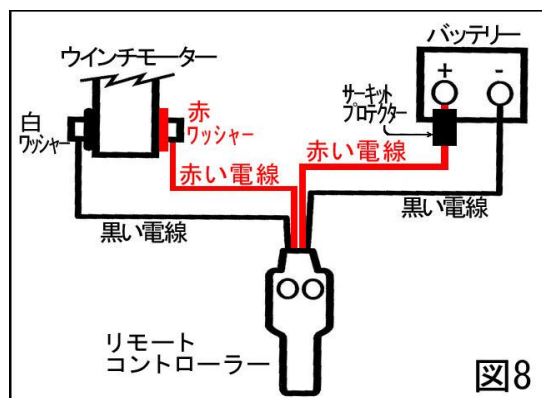 ウインチモーター
バッテリー
+ -
サーキット
プロテクター
白
ワッシャー
赤
ワッシャー
赤い電線
赤い電線
黒い電線
黒い電線
リモート
コントローラー
図8